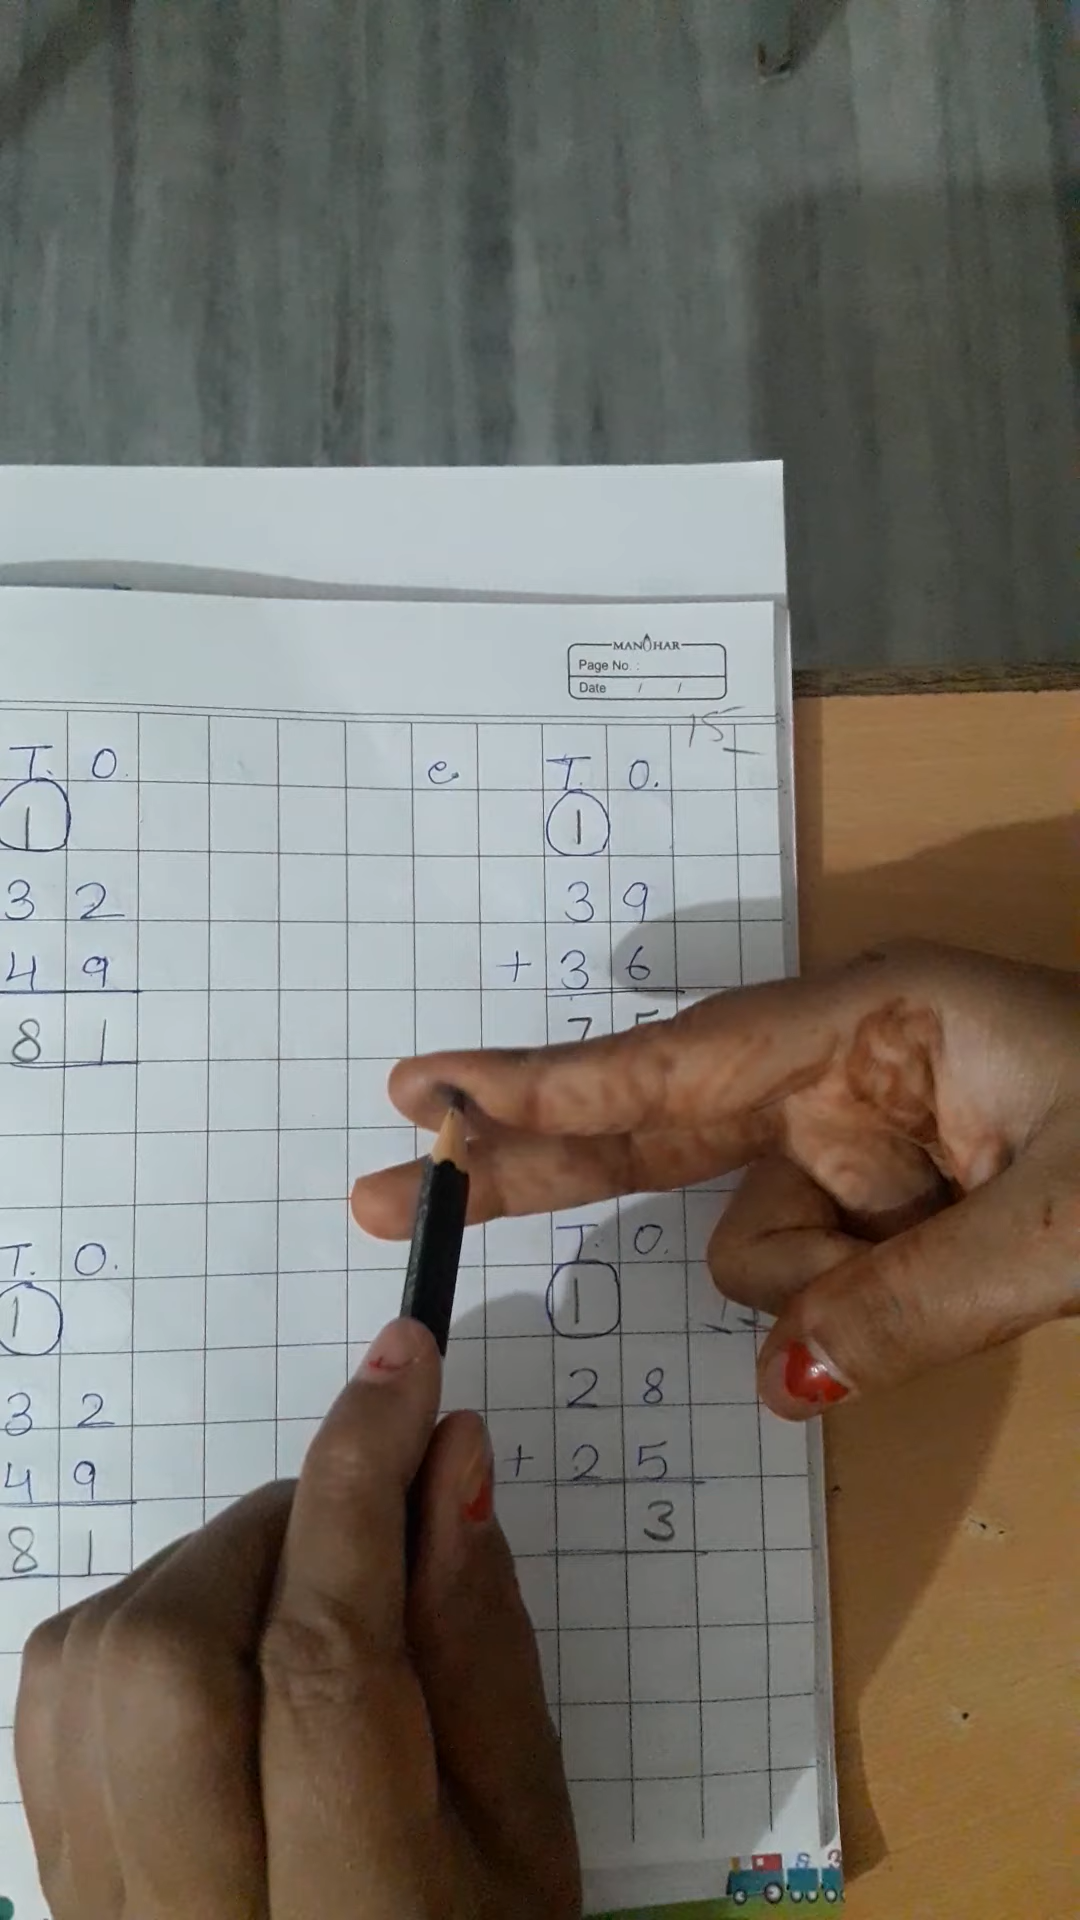 MANOHAR
Page No. :
Date / /
15
T. O. e T. O.
1 1
3 2 3 9
4 9 + 3 6
8 1 7 5
T. O. T. O.
1 1
3 2 2 8
4 9 + 2 5
8 1 3